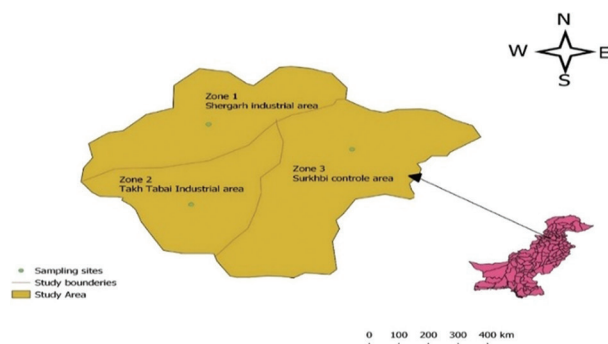 N
W E
S
Zone 1
Shergarh industrial area
Zone 2
Takh Tabai Industrial area
Zone 3
Surkhbi controle area
Sampling sites
Study bounderies
Study Area
0 100 200 300 400 km